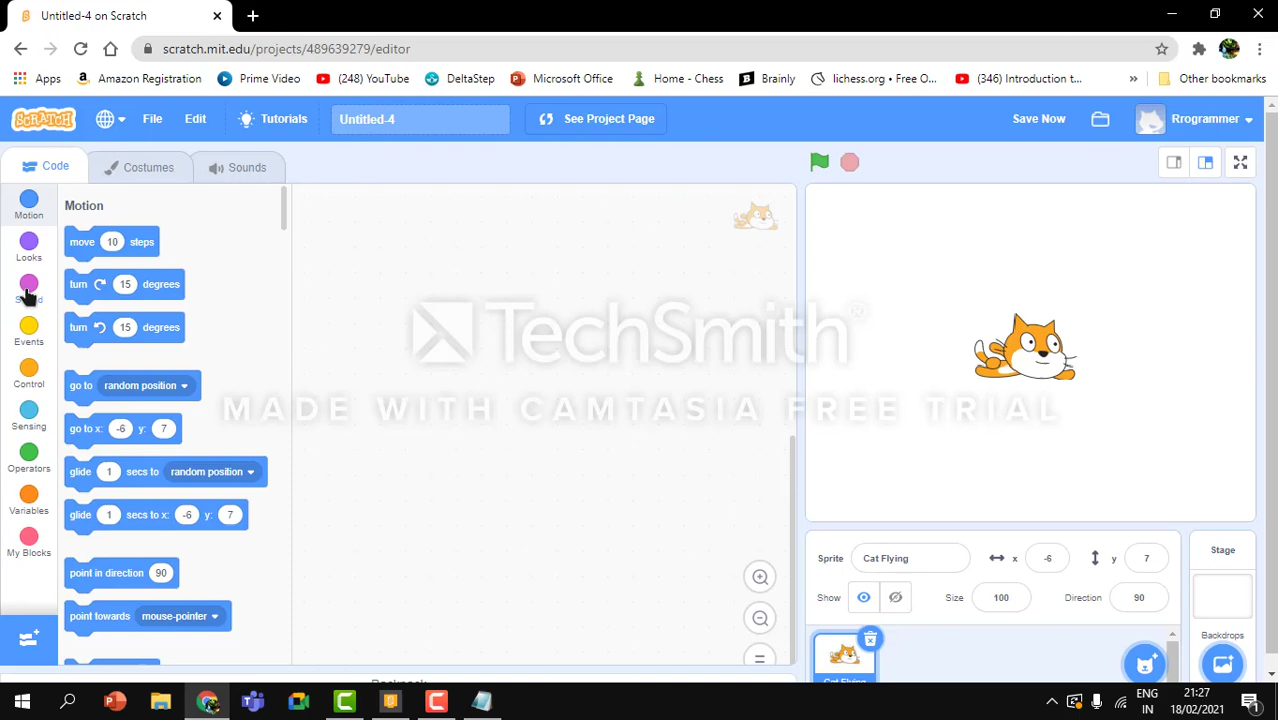 Untitled-4 on Scratch
scratch.mit.edu/projects/489639279/editor
Apps
Amazon Registration
Prime Video
(248) YouTube
DeltaStep
Microsoft Office
Home - Chess
Brainly
lichess.org • Free O...
(346) Introduction t...
»
Other bookmarks
SCRATCH
File
Edit
Tutorials
Untitled-4
See Project Page
Save Now
Rrogrammer
Code
Costumes
Sounds
Motion
Looks
Events
Control
Sensing
Operators
Variables
My Blocks
Motion
move 10 steps
turn 15 degrees
turn 15 degrees
go to random position
go to x: -6 y: 7
glide 1 secs to random position
glide 1 secs to x: -6 y: 7
point in direction 90
point towards mouse-pointer
TechSmith®
MADE WITH CAMTASIA FREE TRIAL
Sprite Cat Flying x -6 y 7
Show Size 100 Direction 90
Cat Flying
Stage
Backdrops
Backpack
ENG
IN
21:27
18/02/2021
1